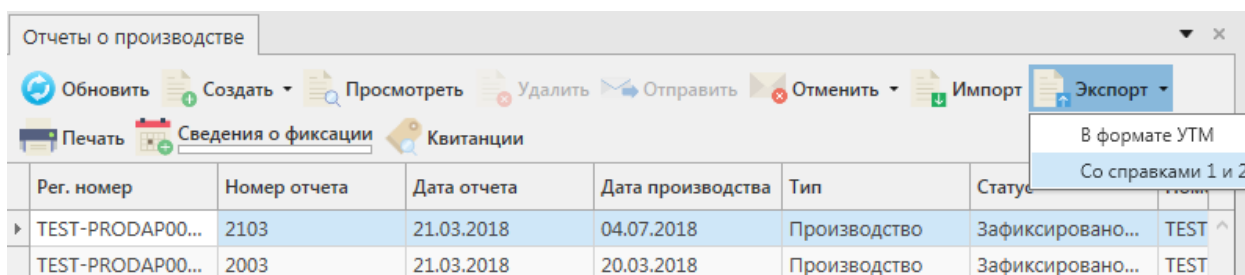 Отчеты о производстве
Обновить Создать Просмотреть Удалить Отправить Отменить Импорт Экспорт
Печать Сведения о фиксации Квитанции
В формате УТМ
Со справками 1 и 2
Рег. номер Номер отчета Дата отчета Дата производства Тип Статус
TEST-PRODAP00... 2103 21.03.2018 04.07.2018 Производство Зафиксировано... TEST
TEST-PRODAP00... 2003 21.03.2018 20.03.2018 Производство Зафиксировано... TEST